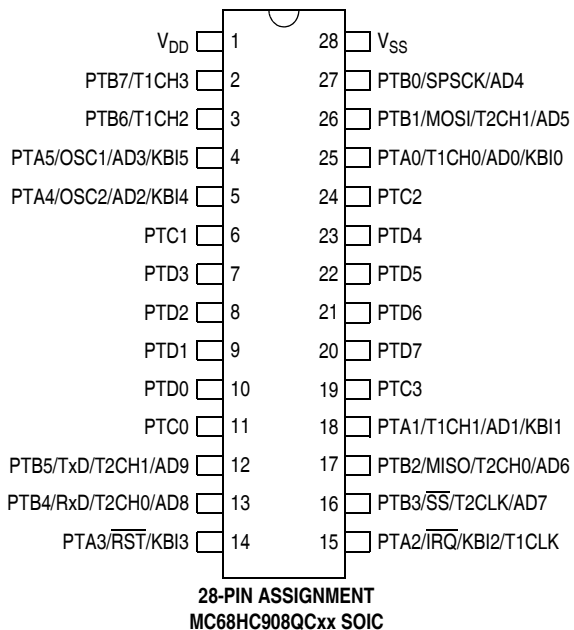 V_DD 1 28 V_SS
PTB7/T1CH3 2 27 PTB0/SPSCK/AD4
PTB6/T1CH2 3 26 PTB1/MOSI/T2CH1/AD5
PTA5/OSC1/AD3/KBI5 4 25 PTA0/T1CH0/AD0/KBI0
PTA4/OSC2/AD2/KBI4 5 24 PTC2
PTC1 6 23 PTD4
PTD3 7 22 PTD5
PTD2 8 21 PTD6
PTD1 9 20 PTD7
PTD0 10 19 PTC3
PTC0 11 18 PTA1/T1CH1/AD1/KBI1
PTB5/TxD/T2CH1/AD9 12 17 PTB2/MISO/T2CH0/AD6
PTB4/RxD/T2CH0/AD8 13 16 PTB3/S̅S̅/T2CLK/AD7
PTA3/R̅S̅T̅/KBI3 14 15 PTA2/I̅R̅Q̅/KBI2/T1CLK
28-PIN ASSIGNMENT
MC68HC908QCxx SOIC